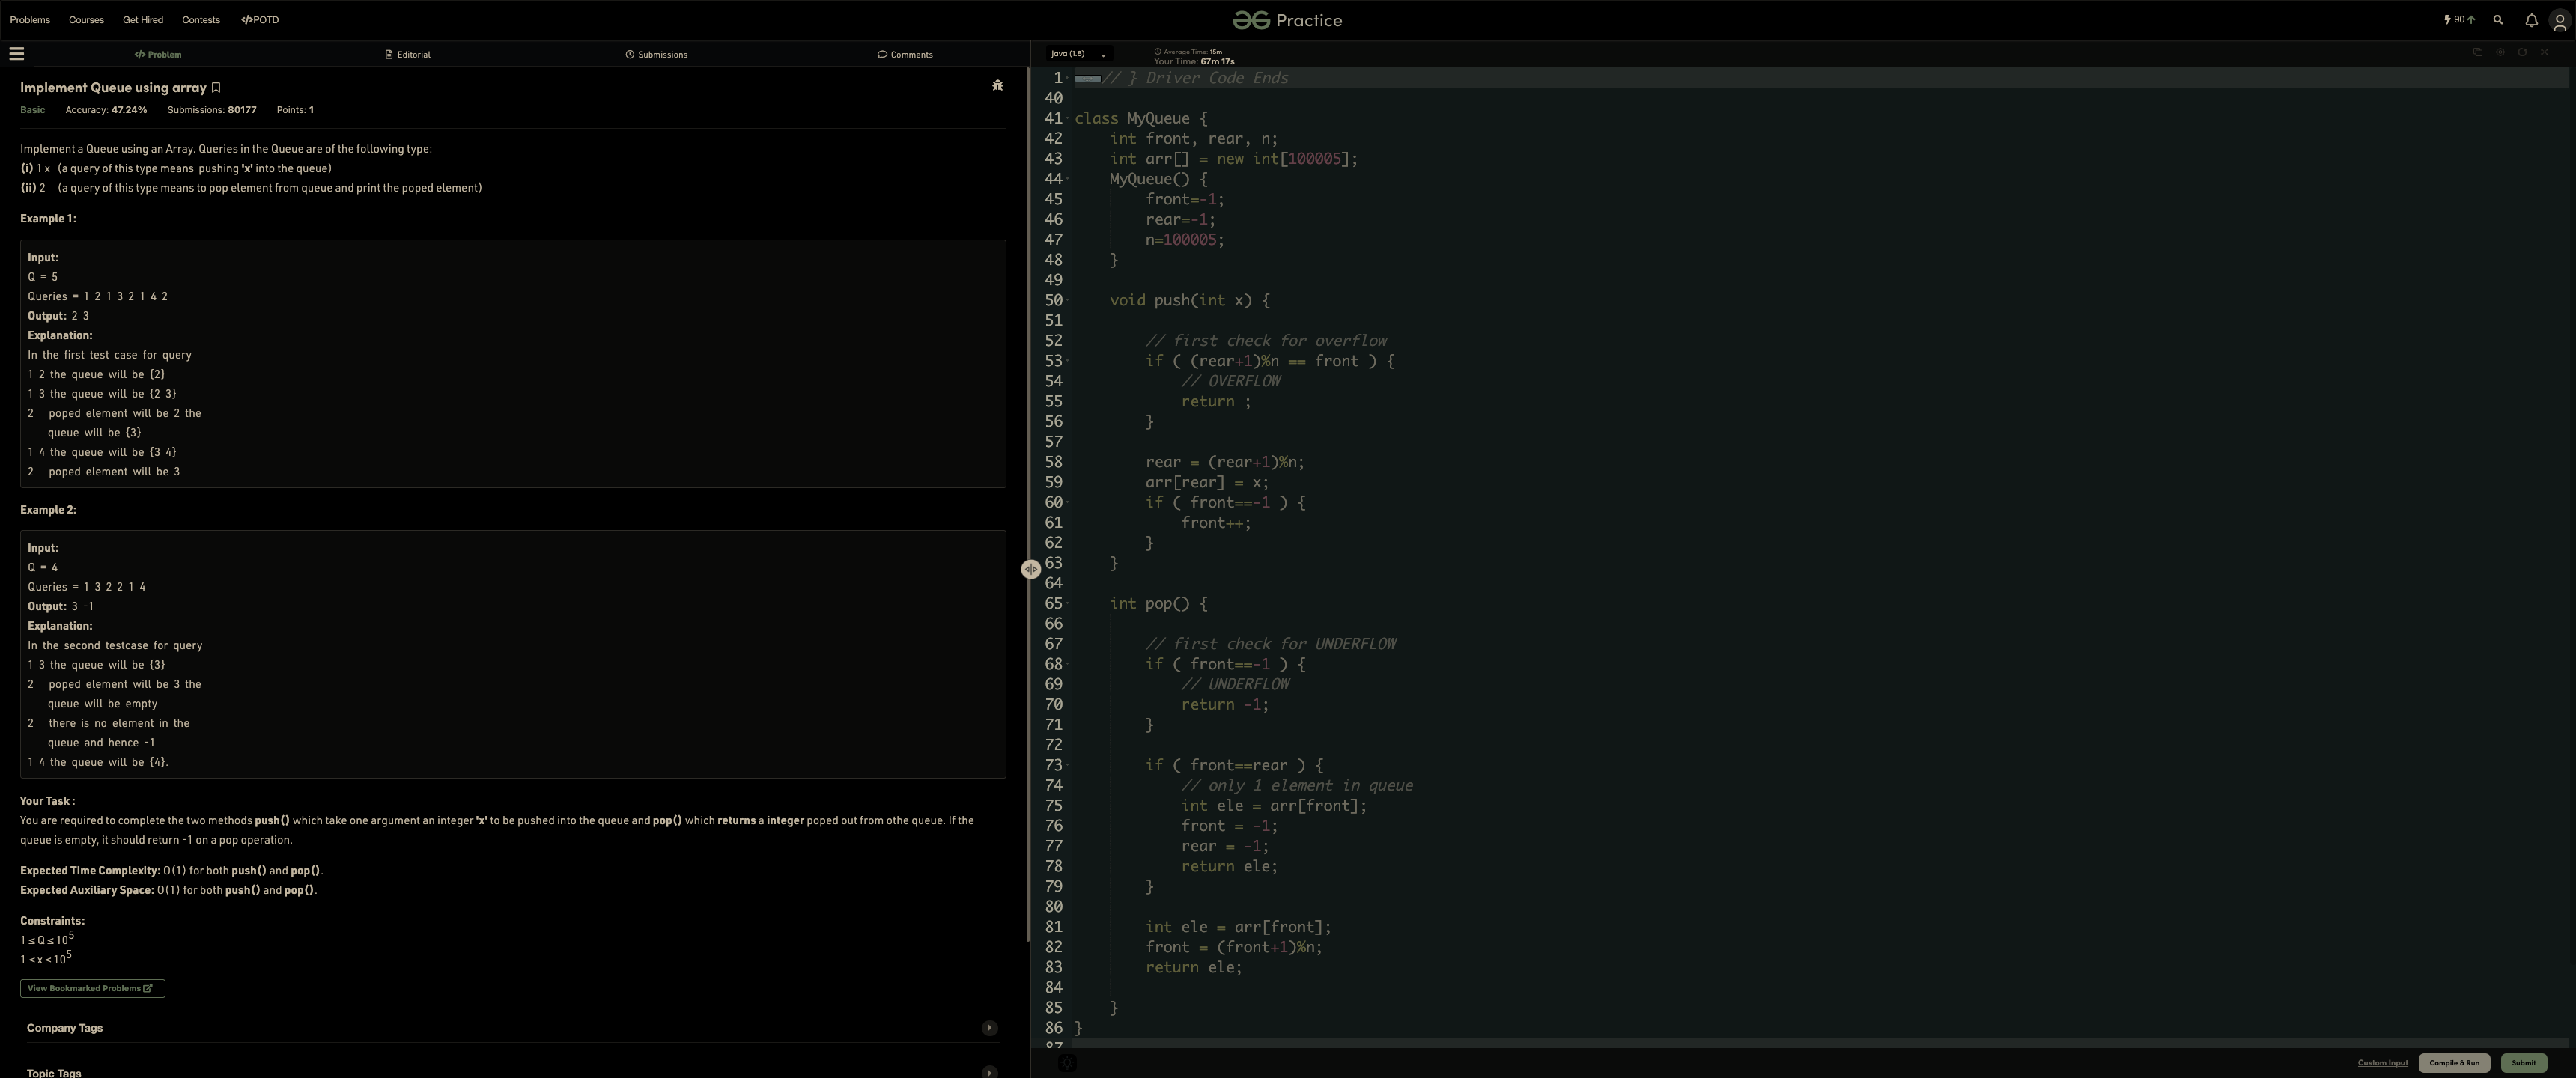 Problems Courses Get Hired Contests </>POTD
Practice
90
</> Problem Editorial Submissions Comments
Java (1.8)
Average Time: 15m
Your Time: 67m 17s
Implement Queue using array
Basic Accuracy: 47.24% Submissions: 80177 Points: 1
Implement a Queue using an Array. Queries in the Queue are of the following type:
(i) 1 x (a query of this type means pushing 'x' into the queue)
(ii) 2 (a query of this type means to pop element from queue and print the poped element)
Example 1:
Input:
Q = 5
Queries = 1 2 1 3 2 1 4 2
Output: 2 3
Explanation:
In the first test case for query
1 2 the queue will be {2}
1 3 the queue will be {2 3}
2 poped element will be 2 the
queue will be {3}
1 4 the queue will be {3 4}
2 poped element will be 3
Example 2:
Input:
Q = 4
Queries = 1 3 2 2 1 4
Output: 3 -1
Explanation:
In the second testcase for query
1 3 the queue will be {3}
2 poped element will be 3 the
queue will be empty
2 there is no element in the
queue and hence -1
1 4 the queue will be {4}.
Your Task :
You are required to complete the two methods push() which take one argument an integer 'x' to be pushed into the queue and pop() which returns a integer poped out from othe queue. If the
queue is empty, it should return -1 on a pop operation.
Expected Time Complexity: O(1) for both push() and pop().
Expected Auxiliary Space: O(1) for both push() and pop().
Constraints:
1 ≤ Q ≤ 10^5
1 ≤ x ≤ 10^5
View Bookmarked Problems
Company Tags
Topic Tags
1 // } Driver Code Ends
40
41 class MyQueue {
42     int front, rear, n;
43     int arr[] = new int[100005];
44     MyQueue() {
45         front=-1;
46         rear=-1;
47         n=100005;
48     }
49
50     void push(int x) {
51
52         // first check for overflow
53         if ( (rear+1)%n == front ) {
54             // OVERFLOW
55             return ;
56         }
57
58         rear = (rear+1)%n;
59         arr[rear] = x;
60         if ( front==-1 ) {
61             front++;
62         }
63     }
64
65     int pop() {
66
67         // first check for UNDERFLOW
68         if ( front==-1 ) {
69             // UNDERFLOW
70             return -1;
71         }
72
73         if ( front==rear ) {
74             // only 1 element in queue
75             int ele = arr[front];
76             front = -1;
77             rear = -1;
78             return ele;
79         }
80
81         int ele = arr[front];
82         front = (front+1)%n;
83         return ele;
84
85     }
86 }
87
Custom Input Compile & Run Submit